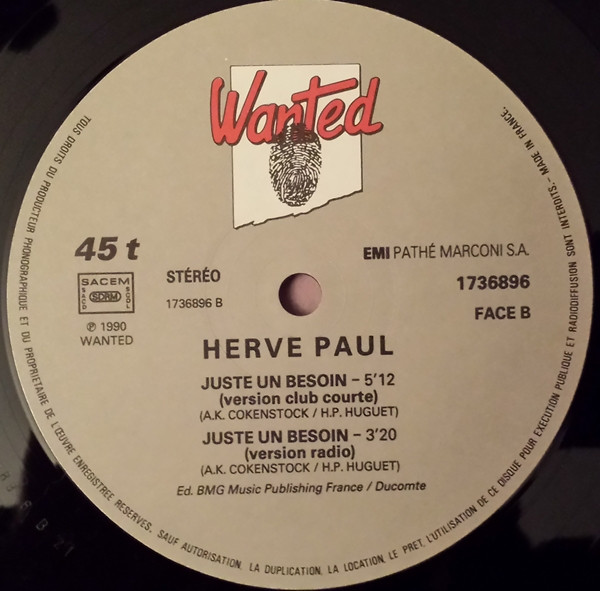 Wanted
45 t
SACEM
SACD SDRM SCDL
℗ 1990
WANTED
STÉRÉO
1736896 B
EMI PATHÉ MARCONI S.A.
1736896
FACE B
HERVE PAUL
JUSTE UN BESOIN – 5'12
(version club courte)
(A.K. COKENSTOCK / H.P. HUGUET)
JUSTE UN BESOIN – 3'20
(version radio)
(A.K. COKENSTOCK / H.P. HUGUET)
Ed. BMG Music Publishing France / Ducomte
TOUS DROITS DU PRODUCTEUR PHONOGRAPHIQUE ET DU PROPRIETAIRE DE L'ŒUVRE ENREGISTREE RESERVES. SAUF AUTORISATION, LA DUPLICATION, LA LOCATION, LE PRET, L'UTILISATION DE CE DISQUE POUR EXECUTION PUBLIQUE ET RADIODIFFUSION SONT INTERDITS. – MADE IN FRANCE.